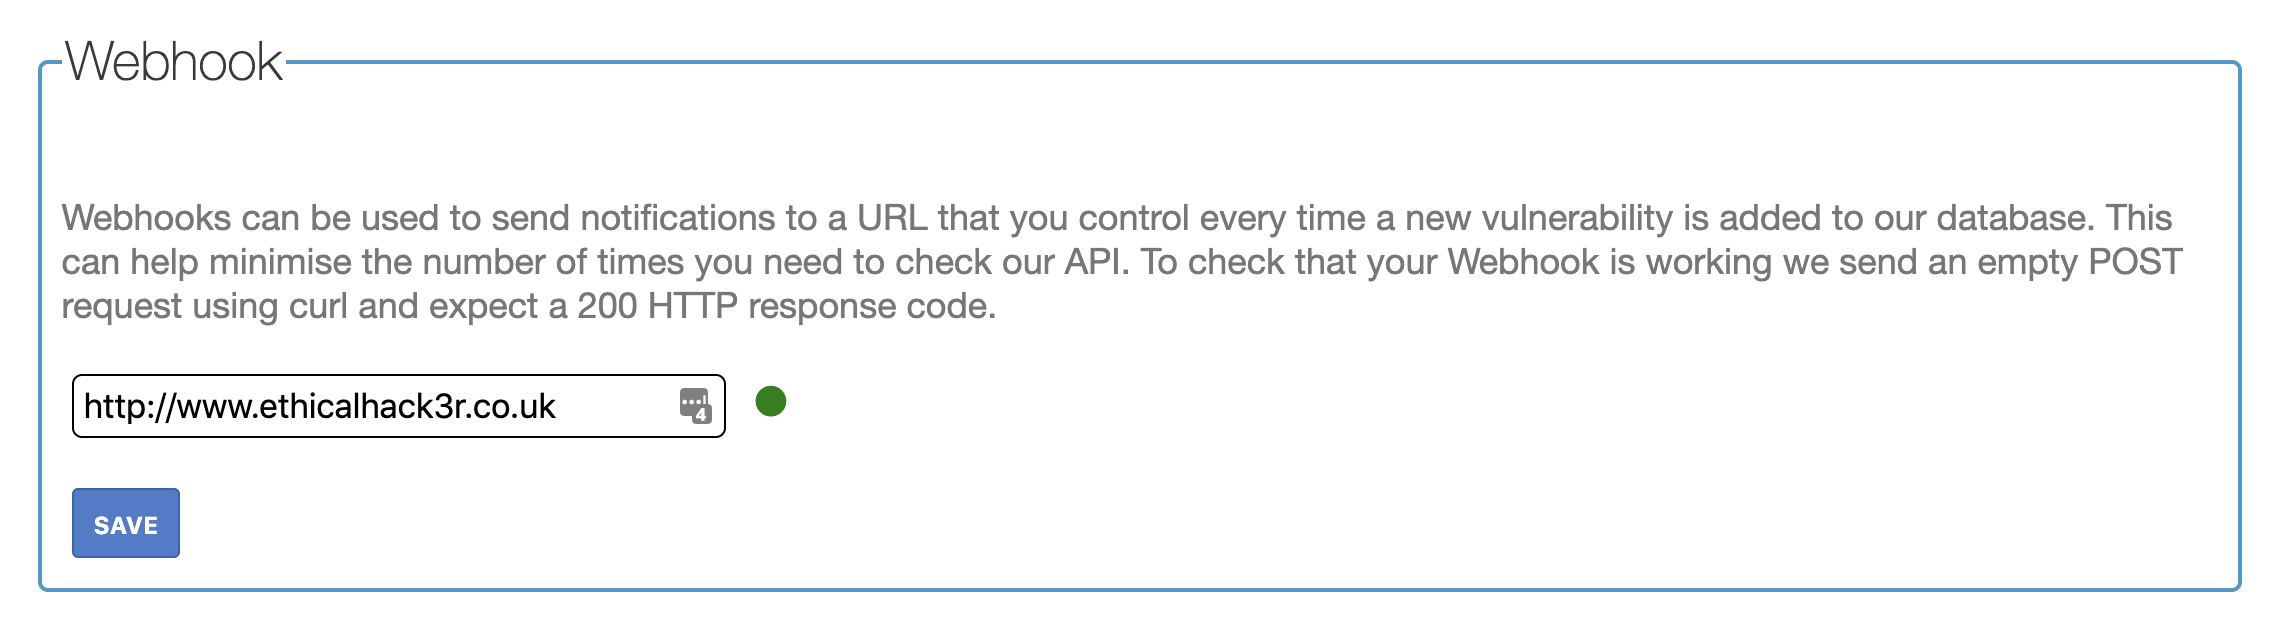 Webhook
Webhooks can be used to send notifications to a URL that you control every time a new vulnerability is added to our database. This
can help minimise the number of times you need to check our API. To check that your Webhook is working we send an empty POST
request using curl and expect a 200 HTTP response code.
http://www.ethicalhack3r.co.uk
4
SAVE